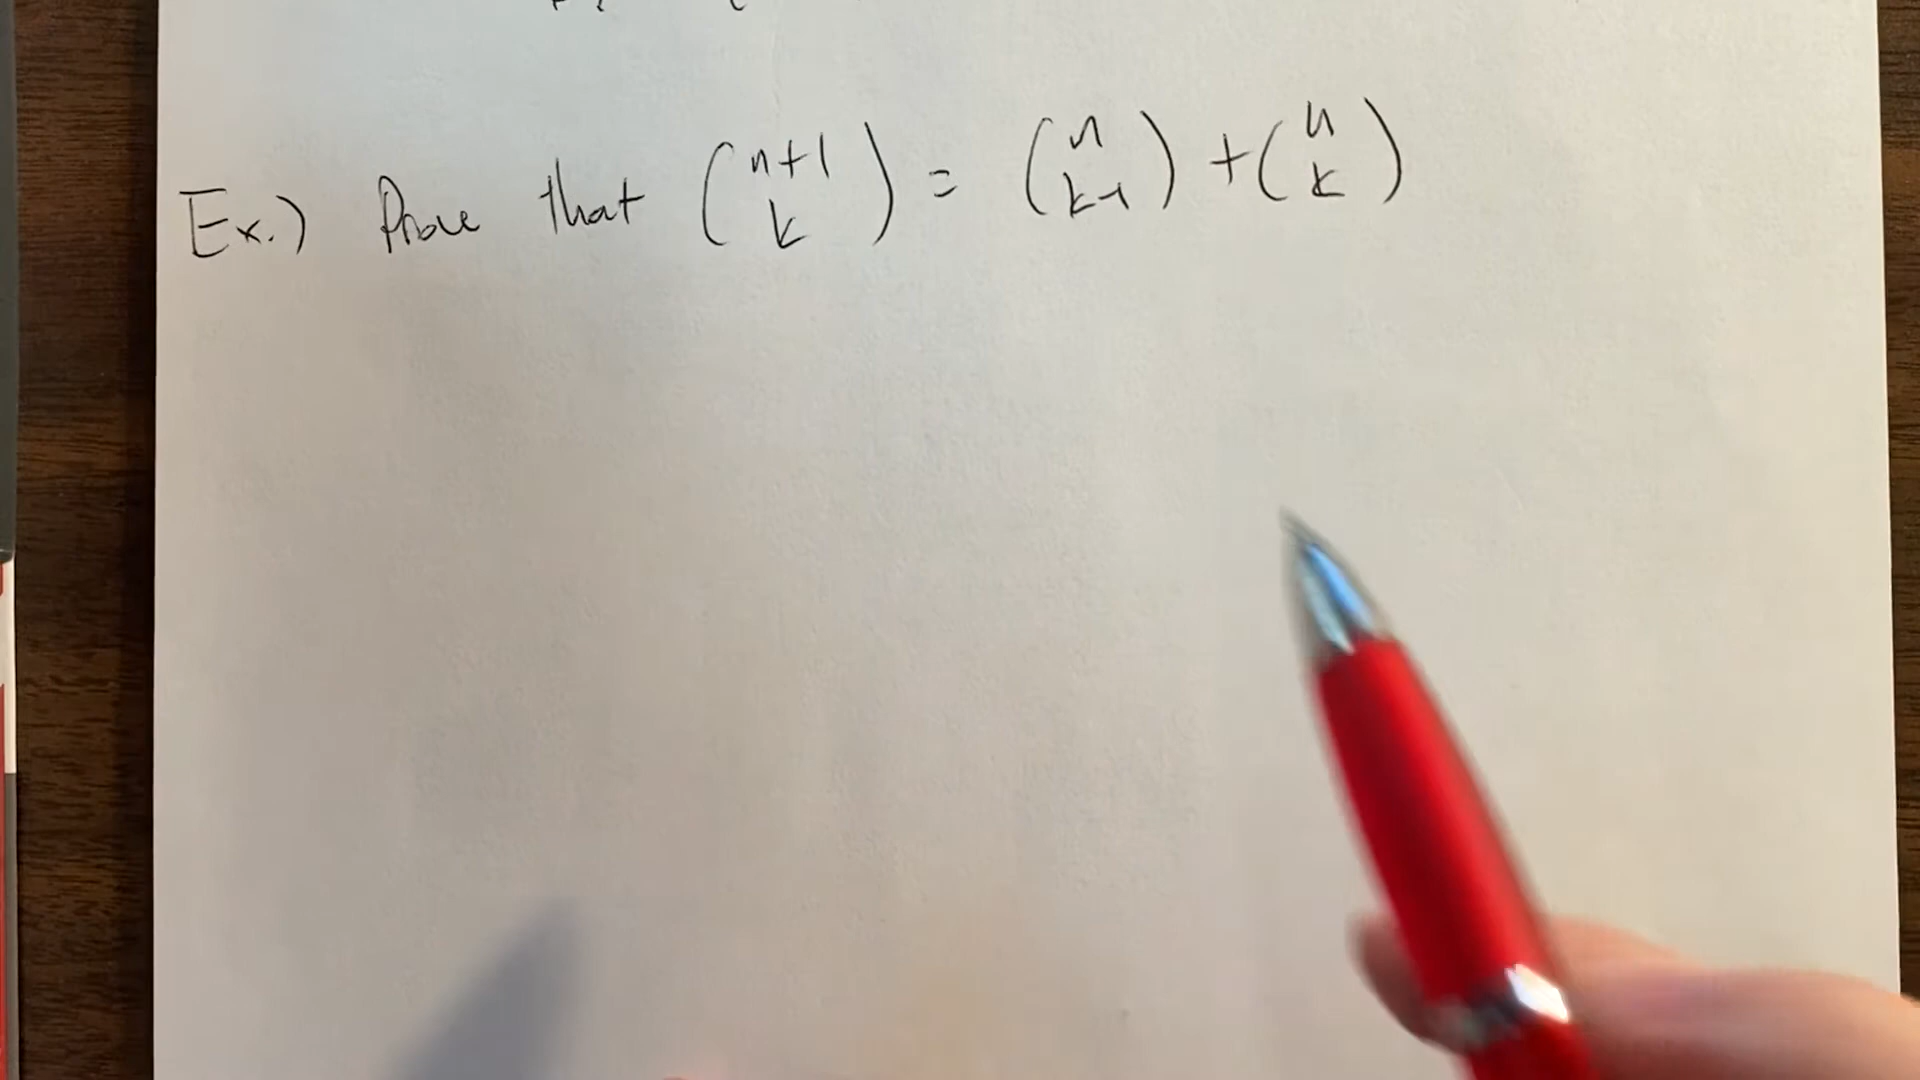 Ex.) Prove that (n+1 k) = (n k-1) + (n k)